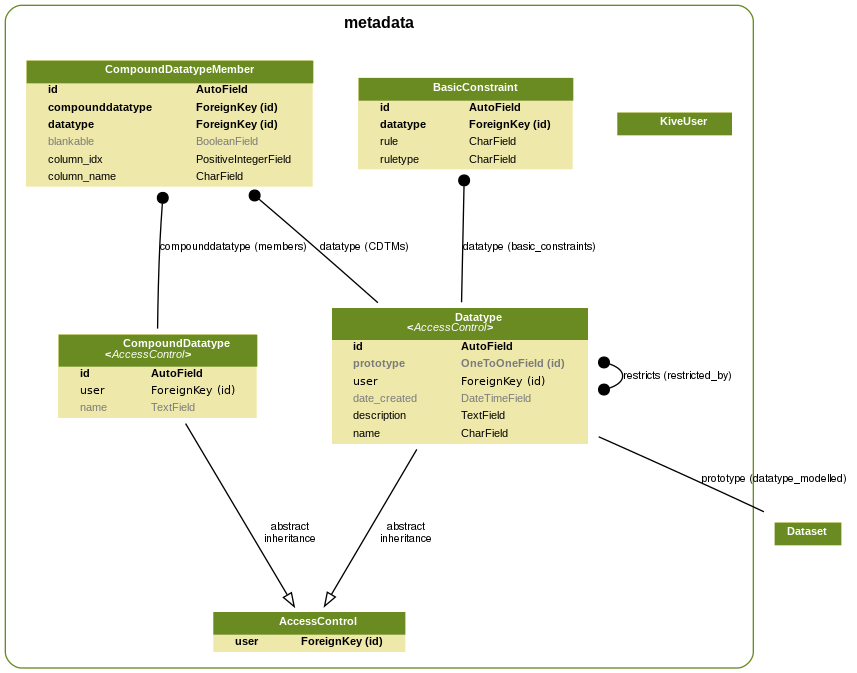 metadata
CompoundDatatypeMember
id AutoField
compounddatatype ForeignKey (id)
datatype ForeignKey (id)
blankable BooleanField
column_idx PositiveIntegerField
column_name CharField
BasicConstraint
id AutoField
datatype ForeignKey (id)
rule CharField
ruletype CharField
KiveUser
compounddatatype (members)
datatype (CDTMs)
datatype (basic_constraints)
CompoundDatatype
<AccessControl>
id AutoField
user ForeignKey (id)
name TextField
Datatype
<AccessControl>
id AutoField
prototype OneToOneField (id)
user ForeignKey (id)
date_created DateTimeField
description TextField
name CharField
restricts (restricted_by)
prototype (datatype_modelled)
Dataset
abstract
inheritance
abstract
inheritance
AccessControl
user ForeignKey (id)